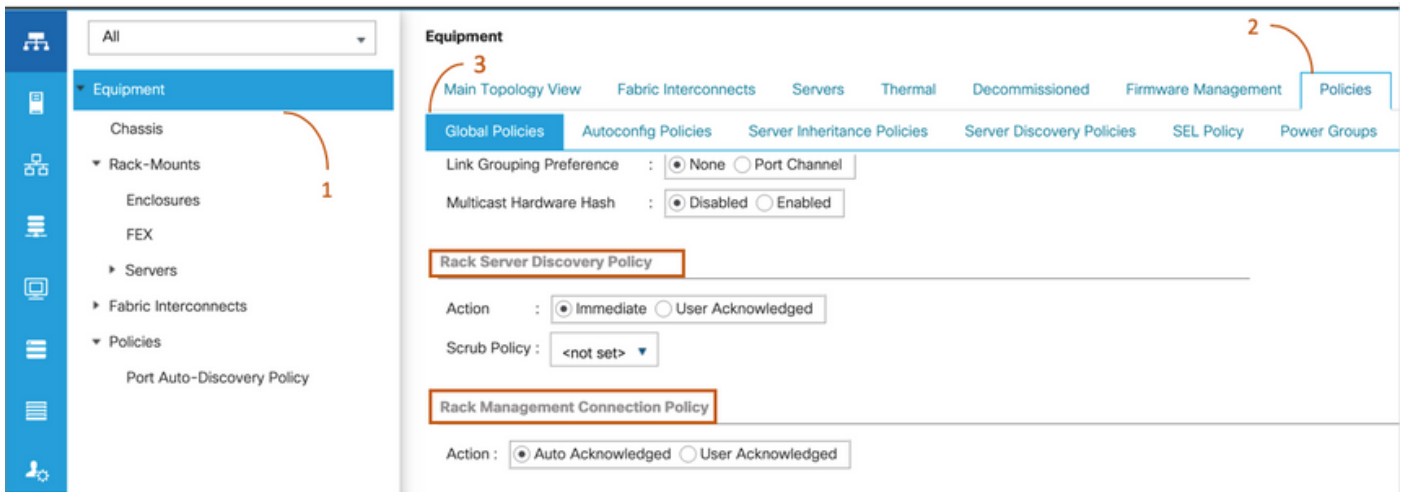 All
Equipment
Chassis
Rack-Mounts
Enclosures
FEX
Servers
Fabric Interconnects
Policies
Port Auto-Discovery Policy
1
Equipment
2
3
Main Topology View Fabric Interconnects Servers Thermal Decommissioned Firmware Management Policies
Global Policies Autoconfig Policies Server Inheritance Policies Server Discovery Policies SEL Policy Power Groups
Link Grouping Preference : None Port Channel
Multicast Hardware Hash : Disabled Enabled
Rack Server Discovery Policy
Action : Immediate User Acknowledged
Scrub Policy : <not set>
Rack Management Connection Policy
Action : Auto Acknowledged User Acknowledged